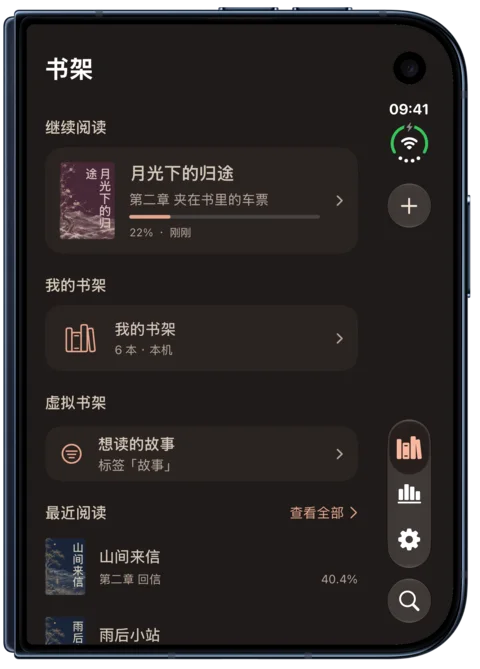 书架
09:41
继续阅读
月光下的归途
月光下的归途
第二章 夹在书里的车票
22% · 刚刚
我的书架
我的书架
6 本 · 本机
虚拟书架
想读的故事
标签「故事」
最近阅读
查看全部
山间来信
山间来信
第二章 回信
40.4%
雨后
雨后小站